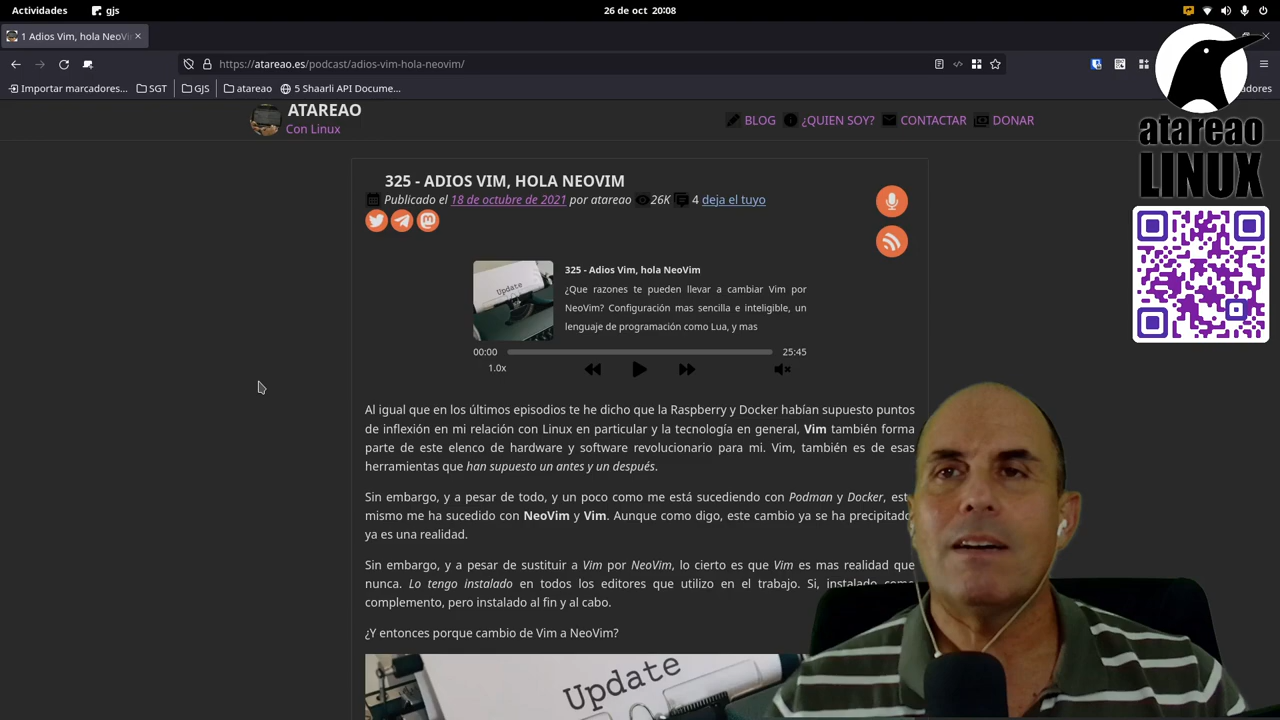 Actividades
gjs
26 de oct 20:08
1 Adios Vim, hola NeoVi
https://atareao.es/podcast/adios-vim-hola-neovim/
Importar marcadores...
SGT
GJS
atareao
5 Shaarli API Docume...
adores
ATAREAO
Con Linux
BLOG
¿QUIEN SOY?
CONTACTAR
DONAR
atareao
LINUX
325 - ADIOS VIM, HOLA NEOVIM
Publicado el 18 de octubre de 2021 por atareao 26K 4 deja el tuyo
325 - Adios Vim, hola NeoVim
¿Que razones te pueden llevar a cambiar Vim por
NeoVim? Configuración mas sencilla e inteligible, un
lenguaje de programación como Lua, y mas
00:00
25:45
1.0x
Al igual que en los últimos episodios te he dicho que la Raspberry y Docker habían supuesto puntos
de inflexión en mi relación con Linux en particular y la tecnología en general, Vim también forma
parte de este elenco de hardware y software revolucionario para mi. Vim, también es de esas
herramientas que han supuesto un antes y un después.
Sin embargo, y a pesar de todo, y un poco como me está sucediendo con Podman y Docker, est
mismo me ha sucedido con NeoVim y Vim. Aunque como digo, este cambio ya se ha precipitado
ya es una realidad.
Sin embargo, y a pesar de sustituir a Vim por NeoVim, lo cierto es que Vim es mas realidad que
nunca. Lo tengo instalado en todos los editores que utilizo en el trabajo. Si, instalado como
complemento, pero instalado al fin y al cabo.
¿Y entonces porque cambio de Vim a NeoVim?
Update
Update